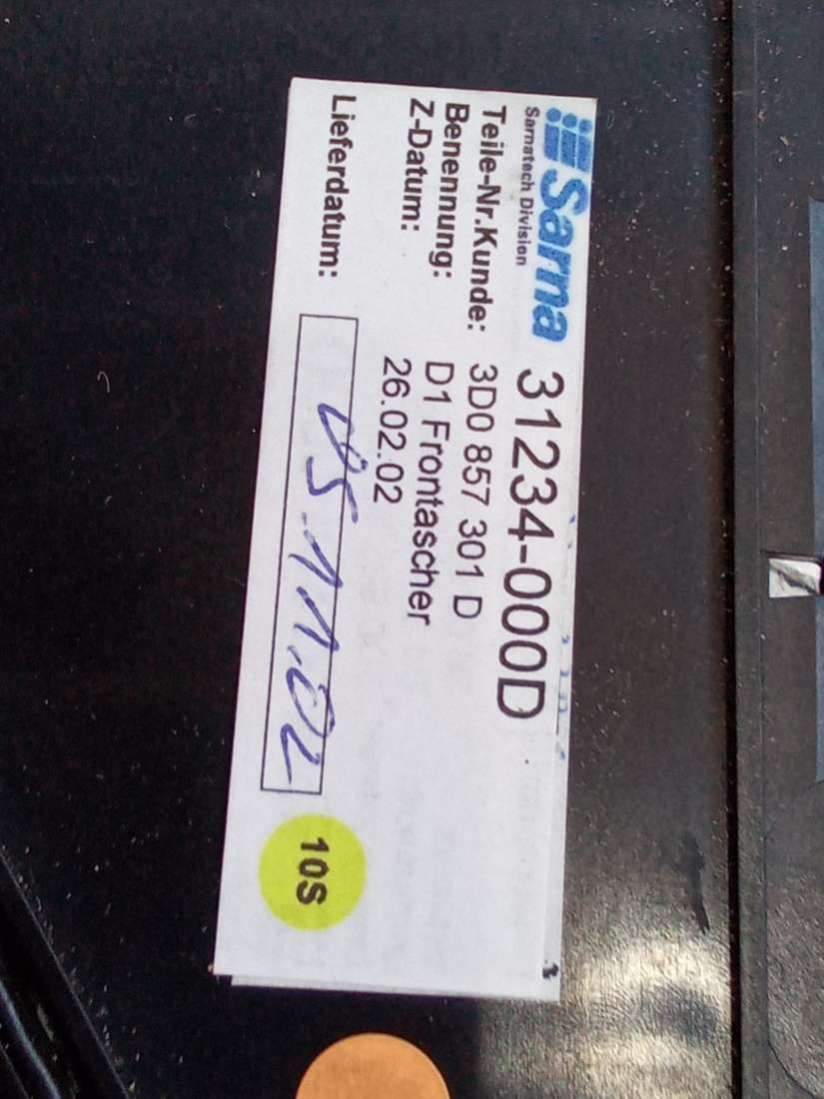 Sarna 31234-000D
Sarnatech Division
Teile-Nr.Kunde: 3D0 857 301 D
Benennung: D1 Frontascher
Z-Datum: 26.02.02
Lieferdatum: 05.11.02
10S